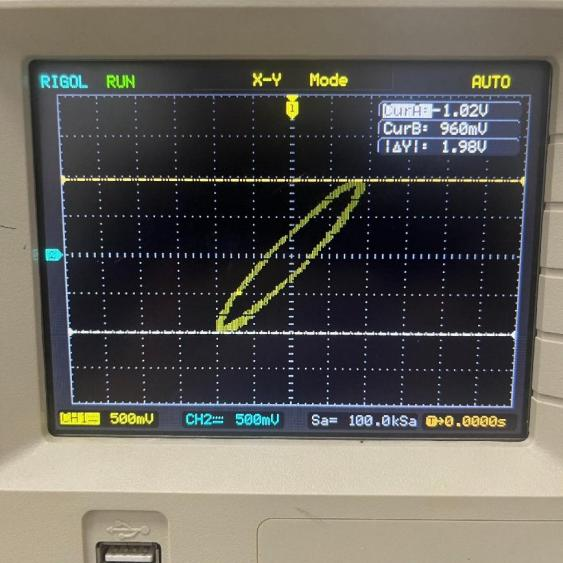 RIGOL RUN X-Y Mode AUTO
CurA: -1.02V
CurB: 960mV
|ΔY|: 1.98V
CH1 500mV CH2 500mV Sa= 100.0kSa T→0.0000s